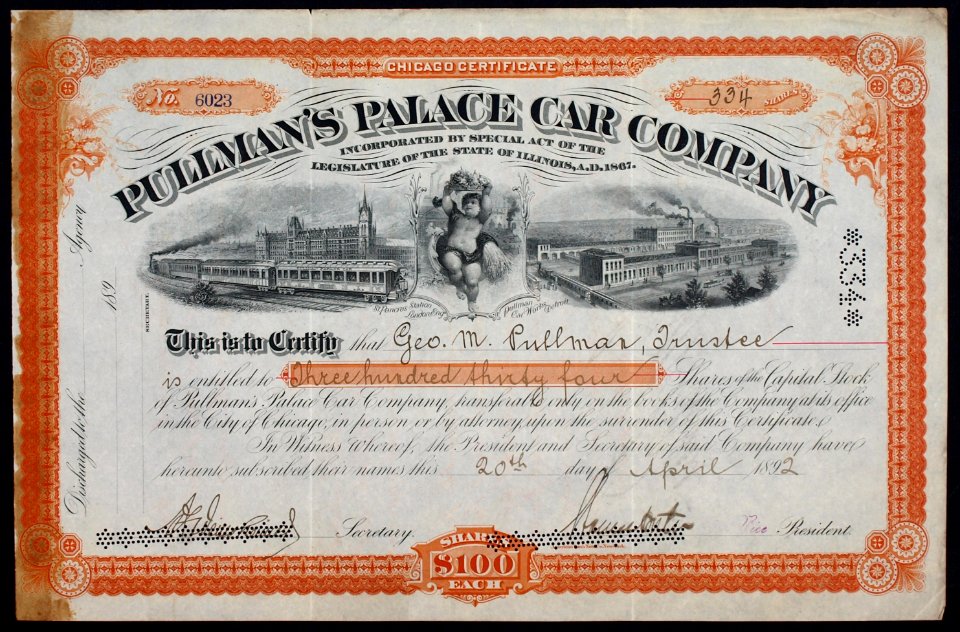 CHICAGO CERTIFICATE
No. 6023
334 SHARES
PULLMAN'S PALACE CAR COMPANY
INCORPORATED BY SPECIAL ACT OF THE
LEGISLATURE OF THE STATE OF ILLINOIS, A.D. 1867.
St Pancras Station London Eng.
Pullman Car Works Detroit
This is to Certify that Geo. M. Pullman, Trustee
is entitled to Three hundred thirty four Shares of the Capital Stock
of Pullman's Palace Car Company, transferable only on the books of the Company at its office
in the City of Chicago, in person or by attorney, upon the surrender of this Certificate.
In Witness Whereof, the President and Secretary of said Company have
hereunto subscribed their names this 20th day of April 1892
Secretary.
Vice President.
SHARES
$100
EACH
Discharged to the Agency
189
SECRETARY.
*334*